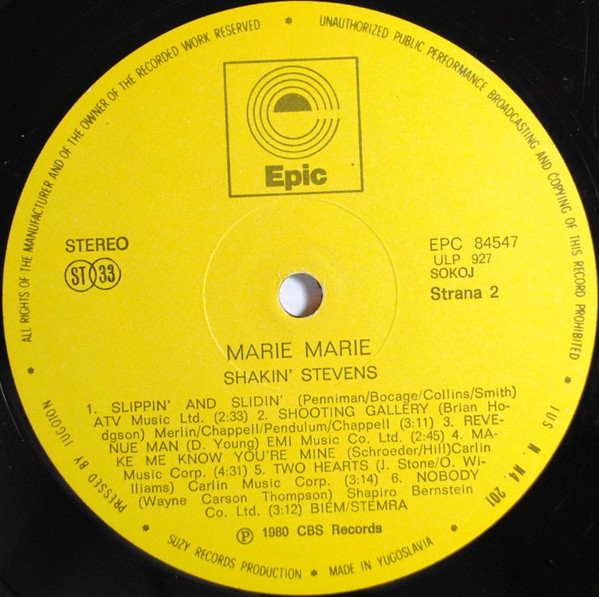 ALL RIGHTS OF THE MANUFACTURER AND OF THE OWNER OF THE RECORDED WORK RESERVED * UNAUTHORIZED PUBLIC PERFORMANCE BROADCASTING AND COPYING OF THIS RECORD PROHIBITED
Epic
STEREO
ST 33
EPC 84547
ULP 927
SOKOJ
Strana 2
MARIE MARIE
SHAKIN' STEVENS
1. SLIPPIN' AND SLIDIN' (Penniman/Bocage/Collins/Smith)
ATV Music Ltd. (2:33) 2. SHOOTING GALLERY (Brian Ho-
dgson) Merlin/Chappell/Pendulum/Chappell (3:11) 3. REVE-
NUE MAN (D. Young) EMI Music Co. Ltd. (2:45) 4. MA-
KE ME KNOW YOU'RE MINE (Schroeder/Hill)Carlin
Music Corp. (4:31) 5. TWO HEARTS (J. Stone/O. Wi-
lliams) Carlin Music Corp. (3:14) 6. NOBODY
(Wayne Carson Thompson) Shapiro Bernstein
Co. Ltd. (3:12) BIEM/STEMRA
℗ 1980 CBS Records
* PRESSED BY JUGOTON * SUZY RECORDS PRODUCTION * MADE IN YUGOSLAVIA * JUS N. N4 201 *